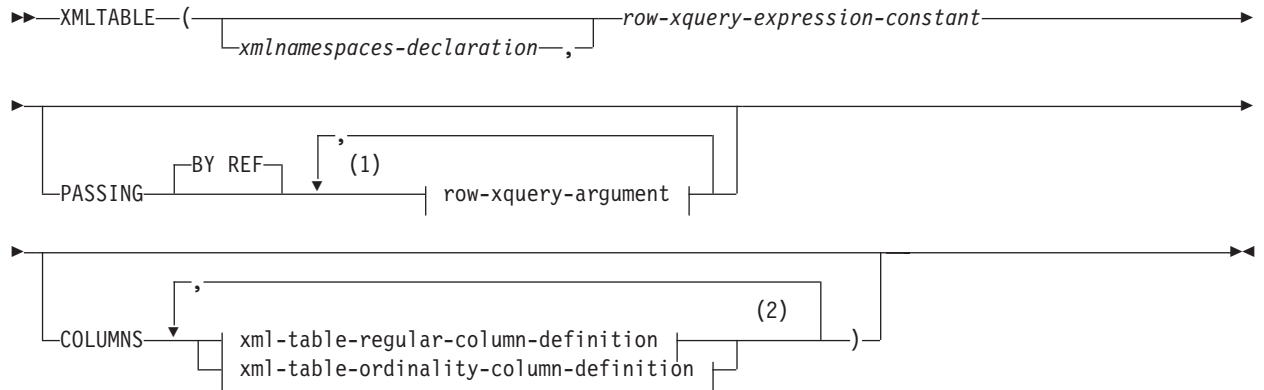 XMLTABLE ( row-xquery-expression-constant
xmlnamespaces-declaration ,
,
BY REF (1)
PASSING row-xquery-argument
,
(2)
COLUMNS xml-table-regular-column-definition )
xml-table-ordinality-column-definition